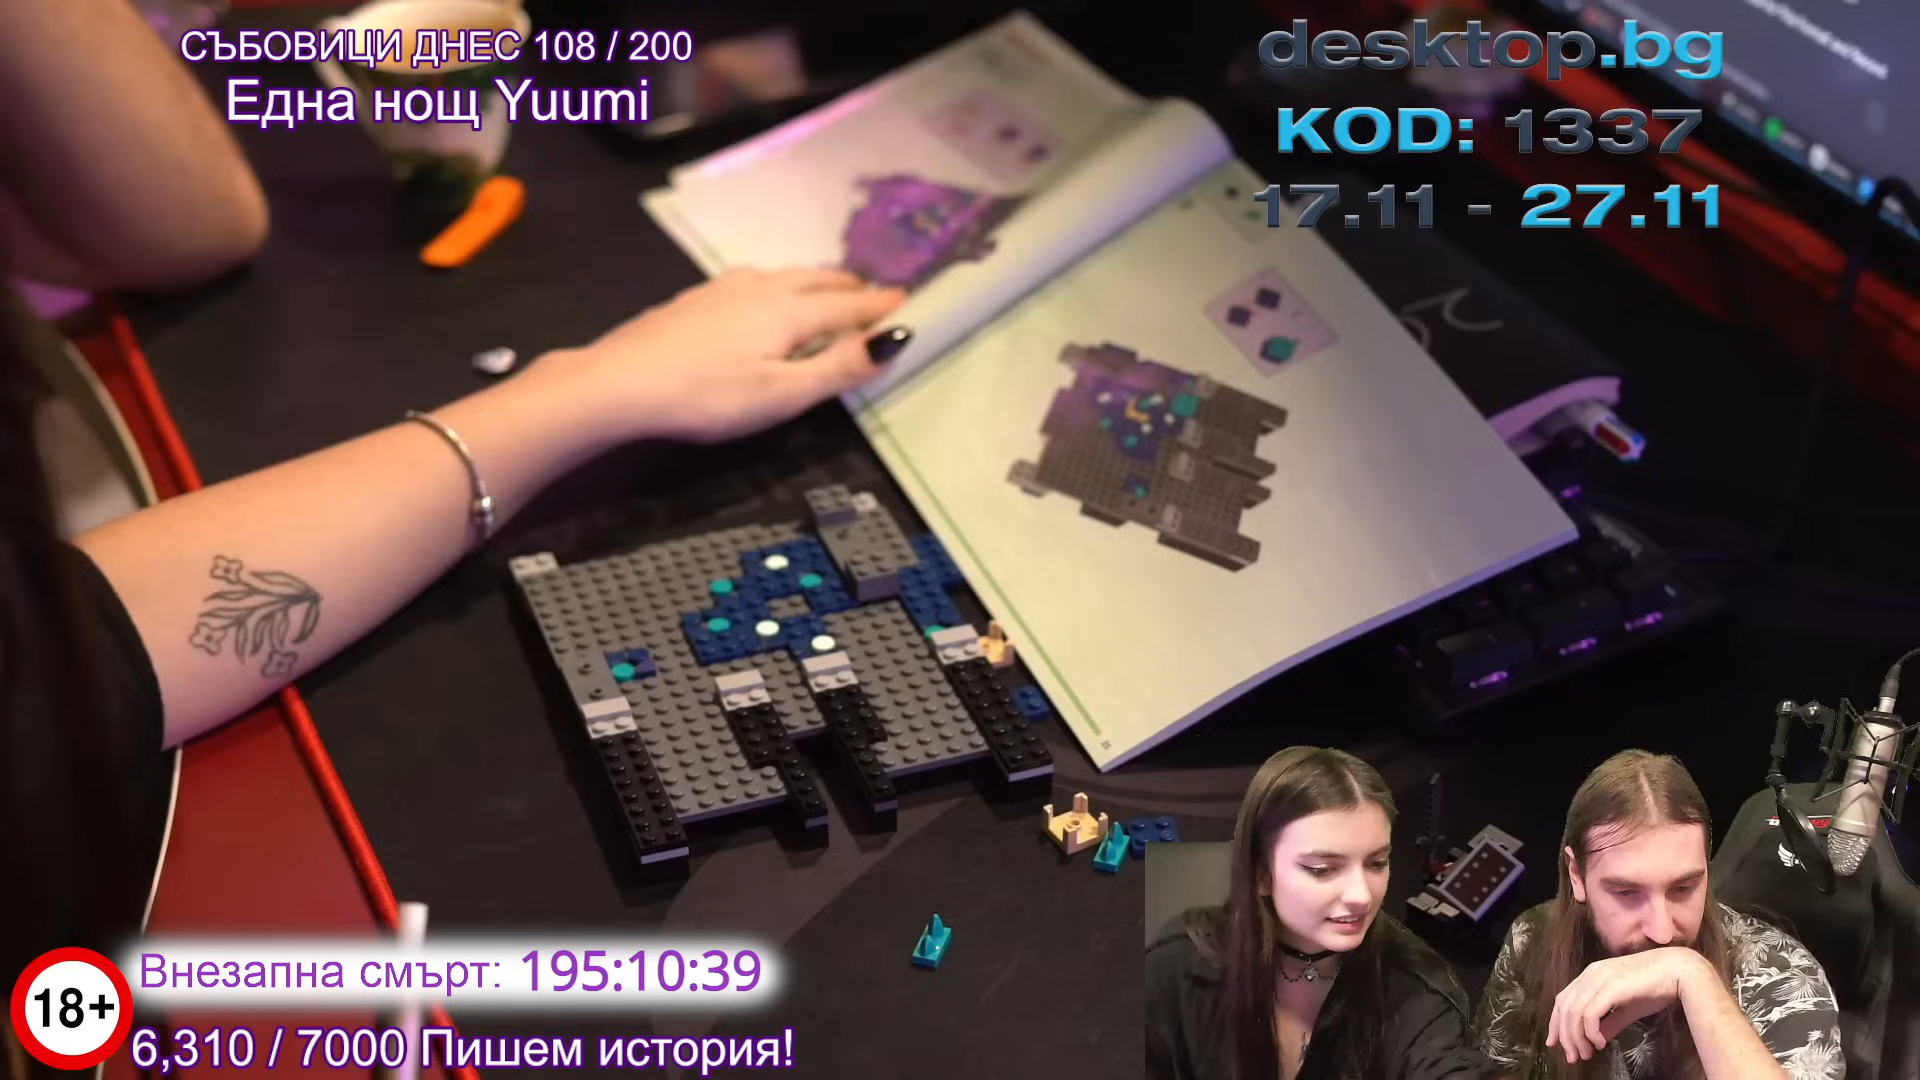 СЪБОВИЦИ ДНЕС 108 / 200
Една нощ Yuumi
desktop.bg
KOD: 1337
17.11 - 27.11
Внезапна смърт: 195:10:39
18+
6,310 / 7000 Пишем история!